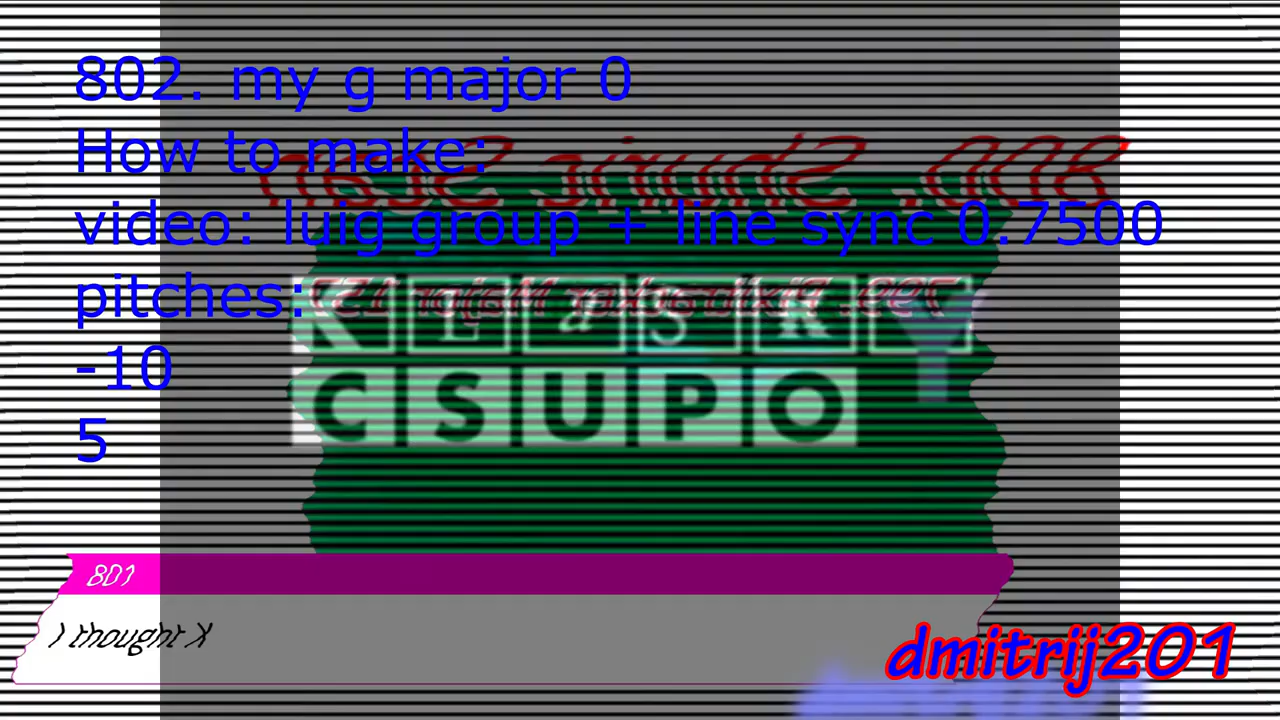 802. my g major 0
How to make:
video: luig group + line sync 0.7500
pitches:
-10
5
KLaSKY
CSUPO
801
I thought X
dmitrij201